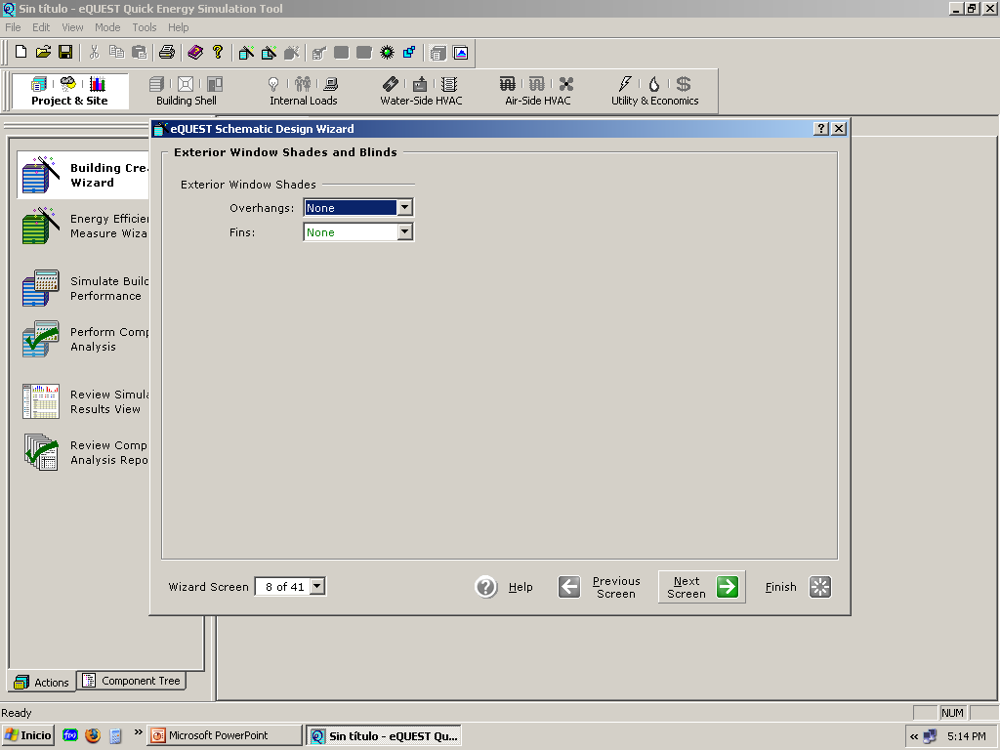 Sin título - eQUEST Quick Energy Simulation Tool
File Edit View Mode Tools Help
Project & Site
Building Shell
Internal Loads
Water-Side HVAC
Air-Side HVAC
Utility & Economics
eQUEST Schematic Design Wizard
Building Crea
Wizard
Energy Efficie
Measure Wiza
Simulate Build
Performance
Perform Comp
Analysis
Review Simula
Results View
Review Comp
Analysis Repo
Exterior Window Shades and Blinds
Exterior Window Shades
Overhangs: None
Fins: None
Wizard Screen 8 of 41
Help
Previous
Screen
Next
Screen
Finish
Actions
Component Tree
Ready
NUM
Inicio
Microsoft PowerPoint
Sin título - eQUEST Qu...
5:14 PM